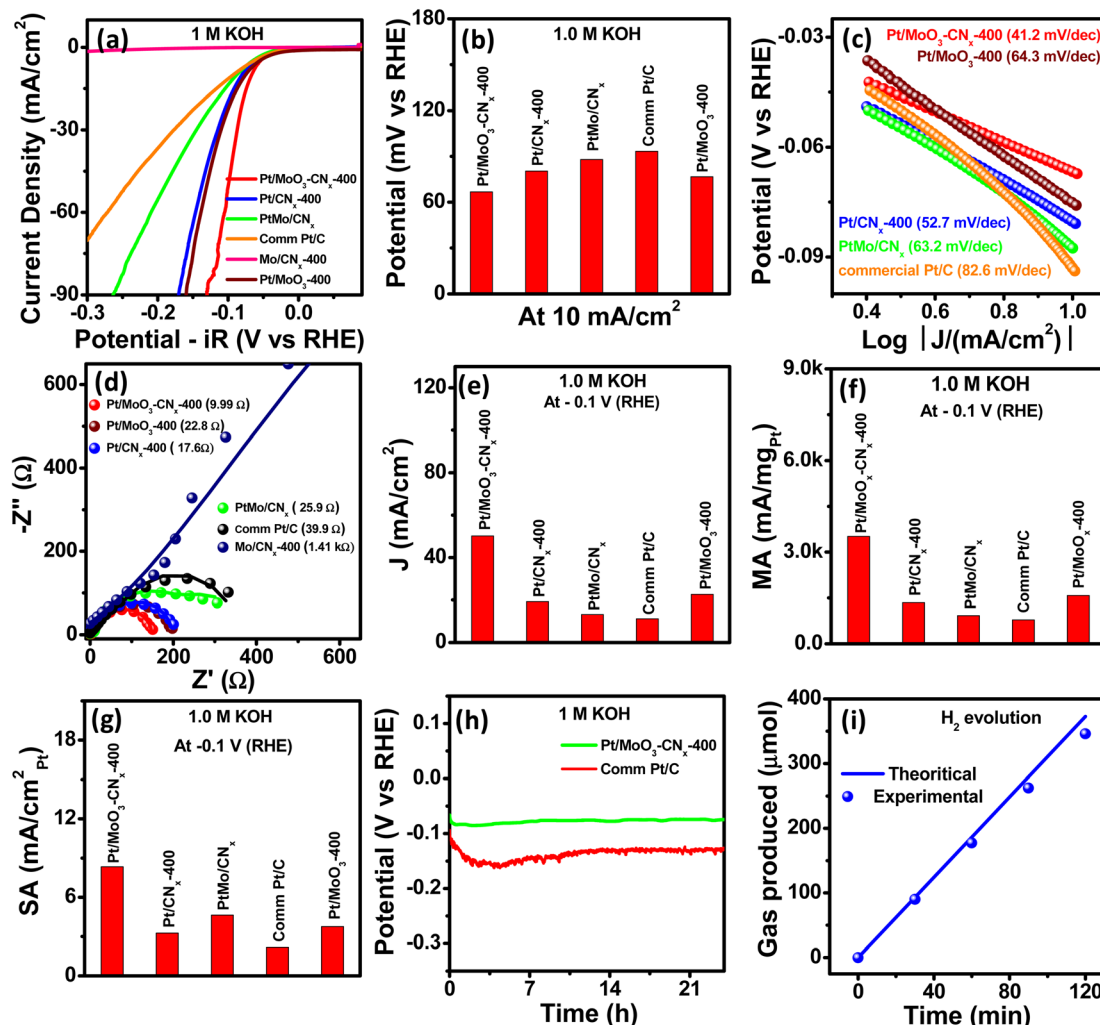 (a)
1 M KOH
Current Density (mA/cm²)
0
-30
-60
-90
Pt/MoO₃-CNₓ-400
Pt/CNₓ-400
PtMo/CNₓ
Comm Pt/C
Mo/CNₓ-400
Pt/MoO₃-400
-0.3 -0.2 -0.1 0.0
Potential - iR (V vs RHE)
(b)
1.0 M KOH
Potential (mV vs RHE)
180
120
60
0
Pt/MoO₃-CNₓ-400
Pt/CNₓ-400
PtMo/CNₓ
Comm Pt/C
Pt/MoO₃-400
At 10 mA/cm²
(c)
Pt/MoO₃-CNₓ-400 (41.2 mV/dec)
Pt/MoO₃-400 (64.3 mV/dec)
Potential (V vs RHE)
-0.03
-0.06
-0.09
Pt/CNₓ-400 (52.7 mV/dec)
PtMo/CNₓ (63.2 mV/dec)
commercial Pt/C (82.6 mV/dec)
0.4 0.6 0.8 1.0
Log |J/(mA/cm²)|
(d)
-Z" (Ω)
600
400
200
0
Pt/MoO₃-CNₓ-400 (9.99 Ω)
Pt/MoO₃-400 (22.8 Ω)
Pt/CNₓ-400 ( 17.6Ω)
PtMo/CNₓ ( 25.9 Ω)
comm Pt/C (39.9 Ω)
Mo/CNₓ-400 (1.41 kΩ)
0 200 400 600
Z' (Ω)
(e)
1.0 M KOH
At - 0.1 V (RHE)
J (mA/cm²)
120
80
40
0
Pt/MoO₃-CNₓ-400
Pt/CNₓ-400
PtMo/CNₓ
Comm Pt/C
Pt/MoO₃-400
(f)
1.0 M KOH
At - 0.1 V (RHE)
MA (mA/mgPt)
9.0k
6.0k
3.0k
0.0
Pt/MoOₓ-CNₓ-400
Pt/CNₓ-400
PtMo/CNₓ
Comm Pt/C
Pt/MoOₓ-400
(g)
1.0 M KOH
At -0.1 V (RHE)
SA (mA/cm²Pt)
18
12
6
0
Pt/MoO₃-CNₓ-400
Pt/CNₓ-400
PtMo/CNₓ
Comm Pt/C
Pt/MoO₃-400
(h)
1 M KOH
Potential (V vs RHE)
0.1
0.0
-0.1
-0.2
-0.3
Pt/MoO₃-CNₓ-400
Comm Pt/C
0 7 14 21
Time (h)
(i)
H₂ evolution
Gas produced (μmol)
400
300
200
100
0
Theoritical
Experimental
0 40 80 120
Time (min)